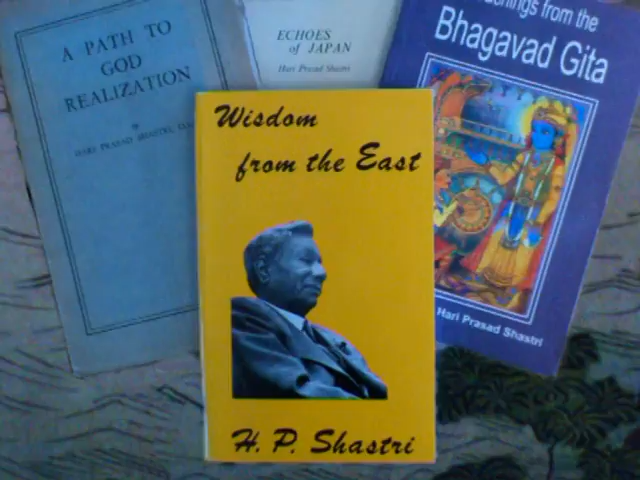 A PATH TO
GOD
REALIZATION
by
HARI PRASAD SHASTRI,
ECHOES
of JAPAN
Hari Prasad Shastri
from the
Bhagavad Gita
Hari Prasad Shastri
Wisdom
from the East
H. P. Shastri